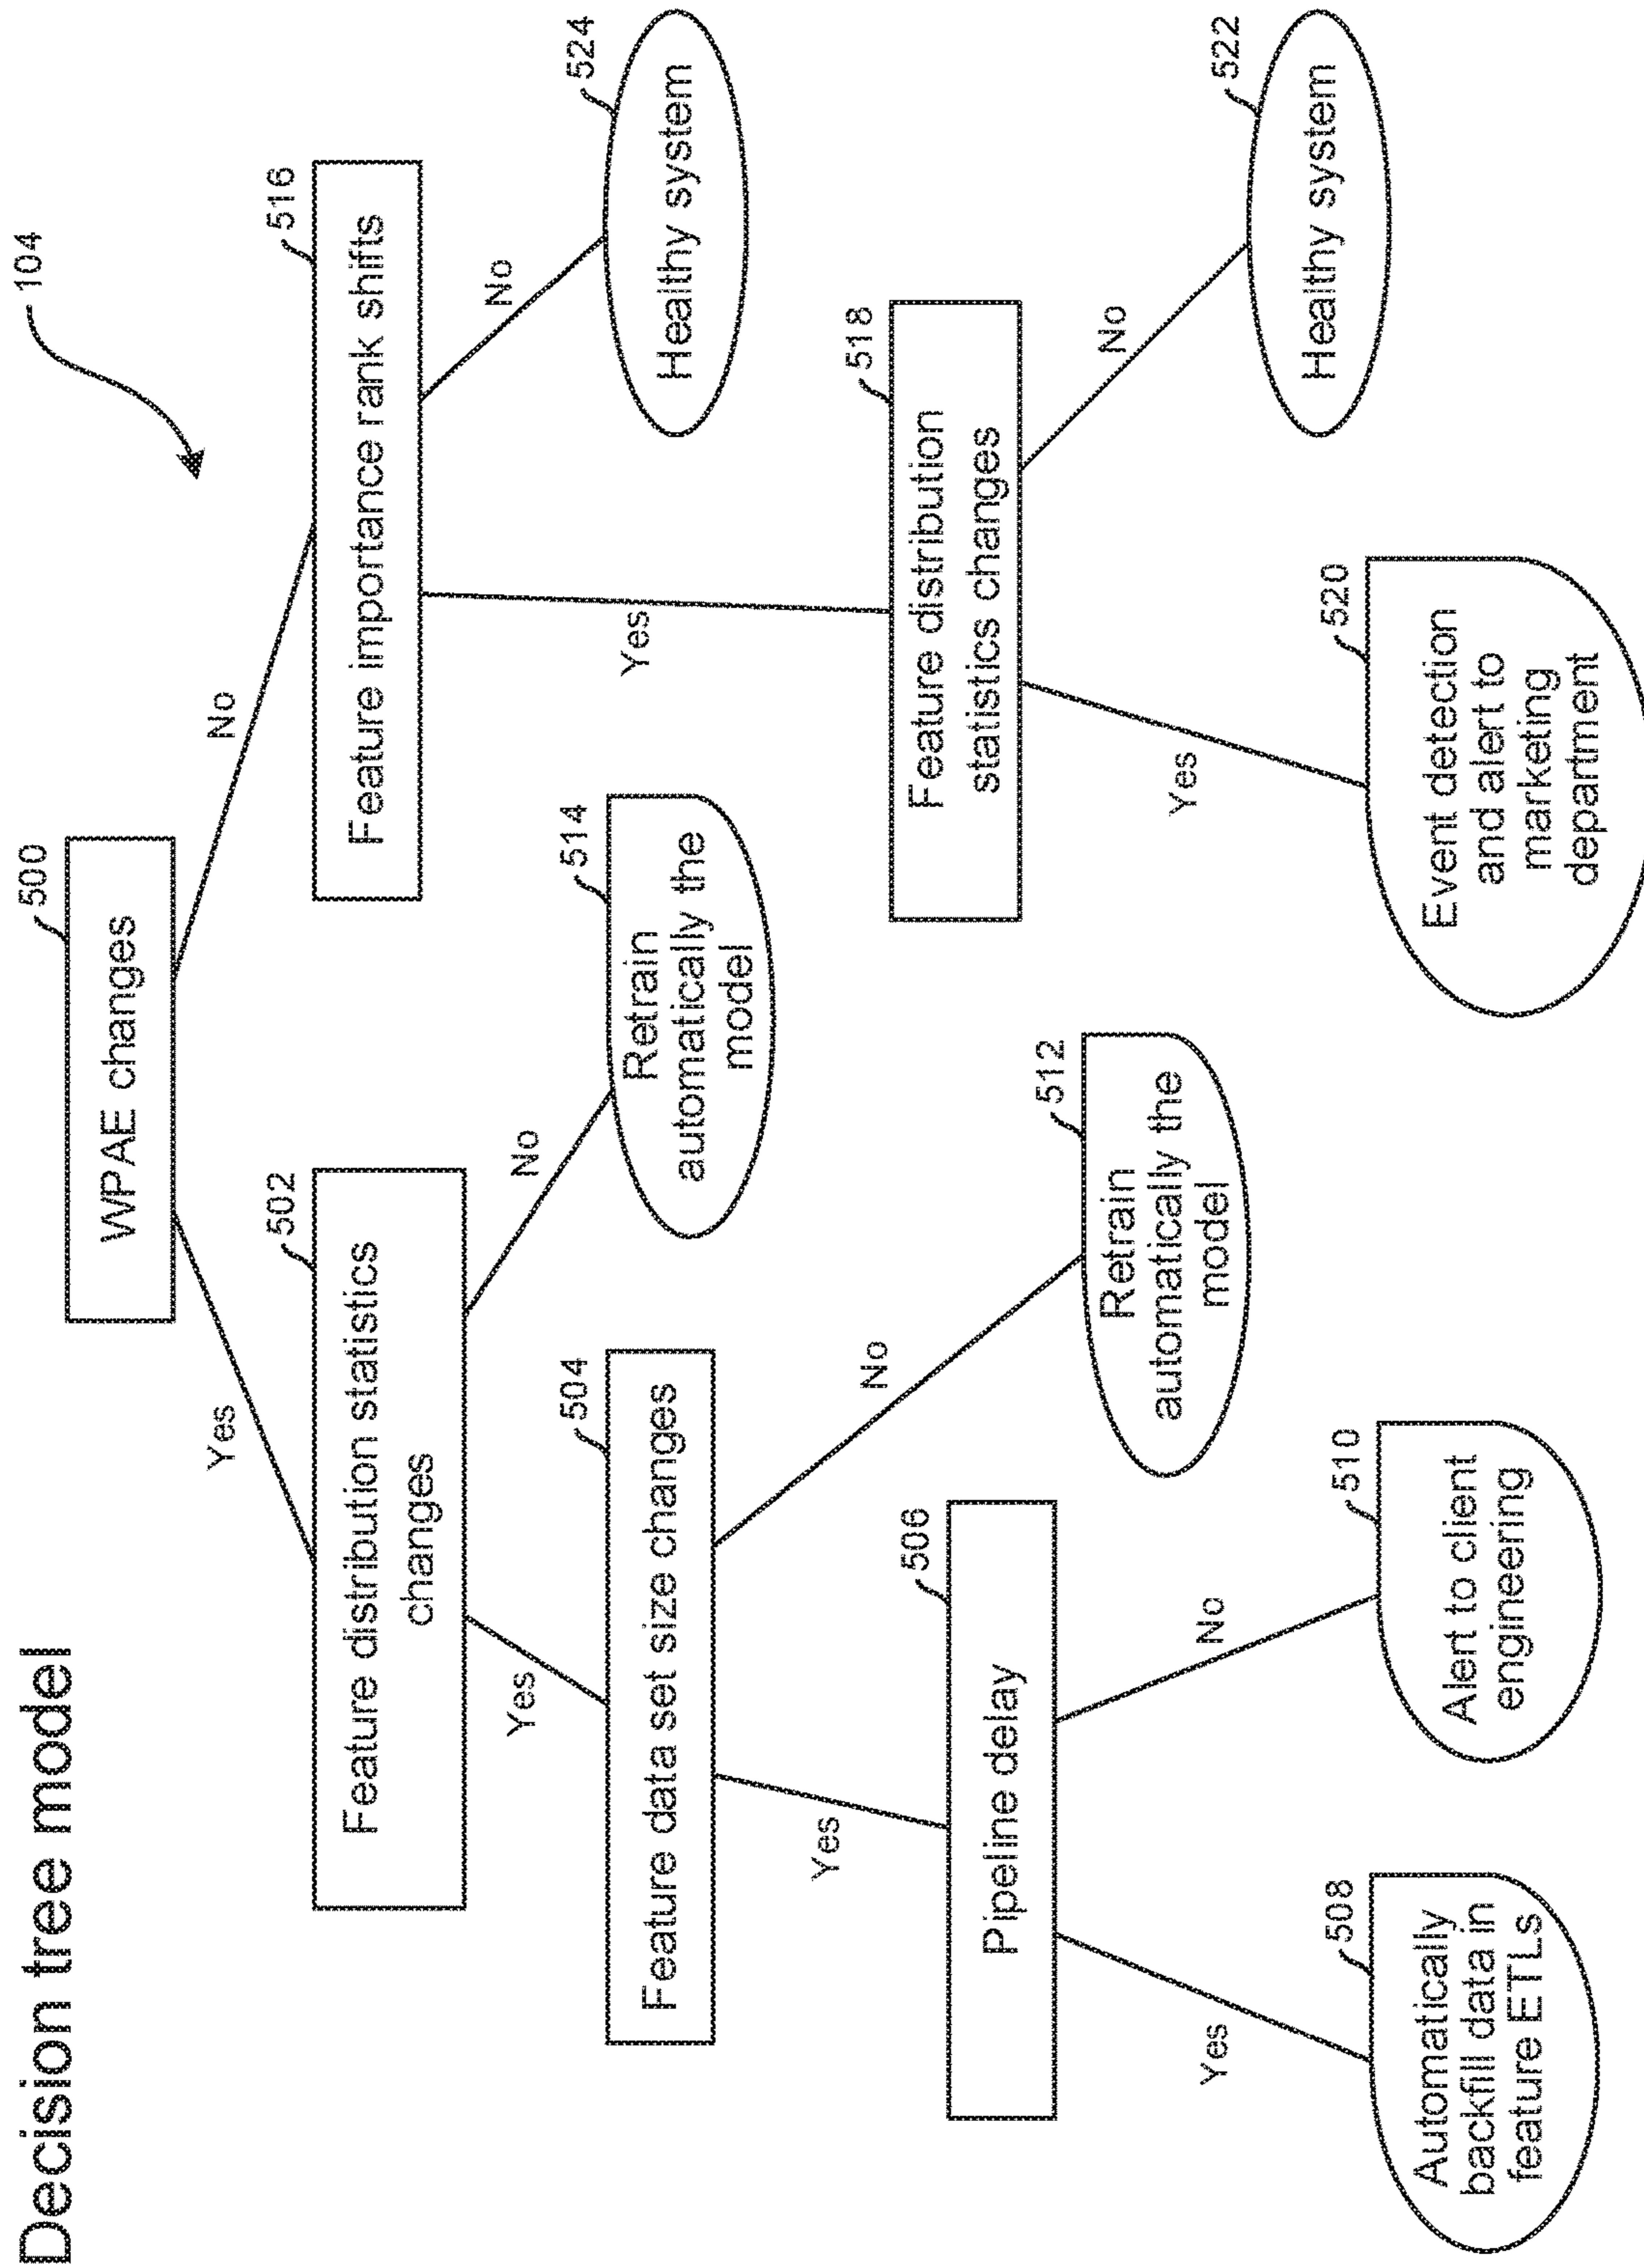 Decision tree model
104
500
WPAE changes
Yes
No
502
Feature distribution statistics
changes
516
Feature importance rank shifts
Yes
No
Yes
No
504
Feature data set size changes
514
Retrain
automatically the
model
524
Healthy system
Yes
No
506
Pipeline delay
512
Retrain
automatically the
model
518
Feature distribution
statistics changes
Yes
No
Yes
No
508
Automatically
backfill data in
feature ETLs
510
Alert to client
engineering
520
Event detection
and alert to
marketing
department
522
Healthy system